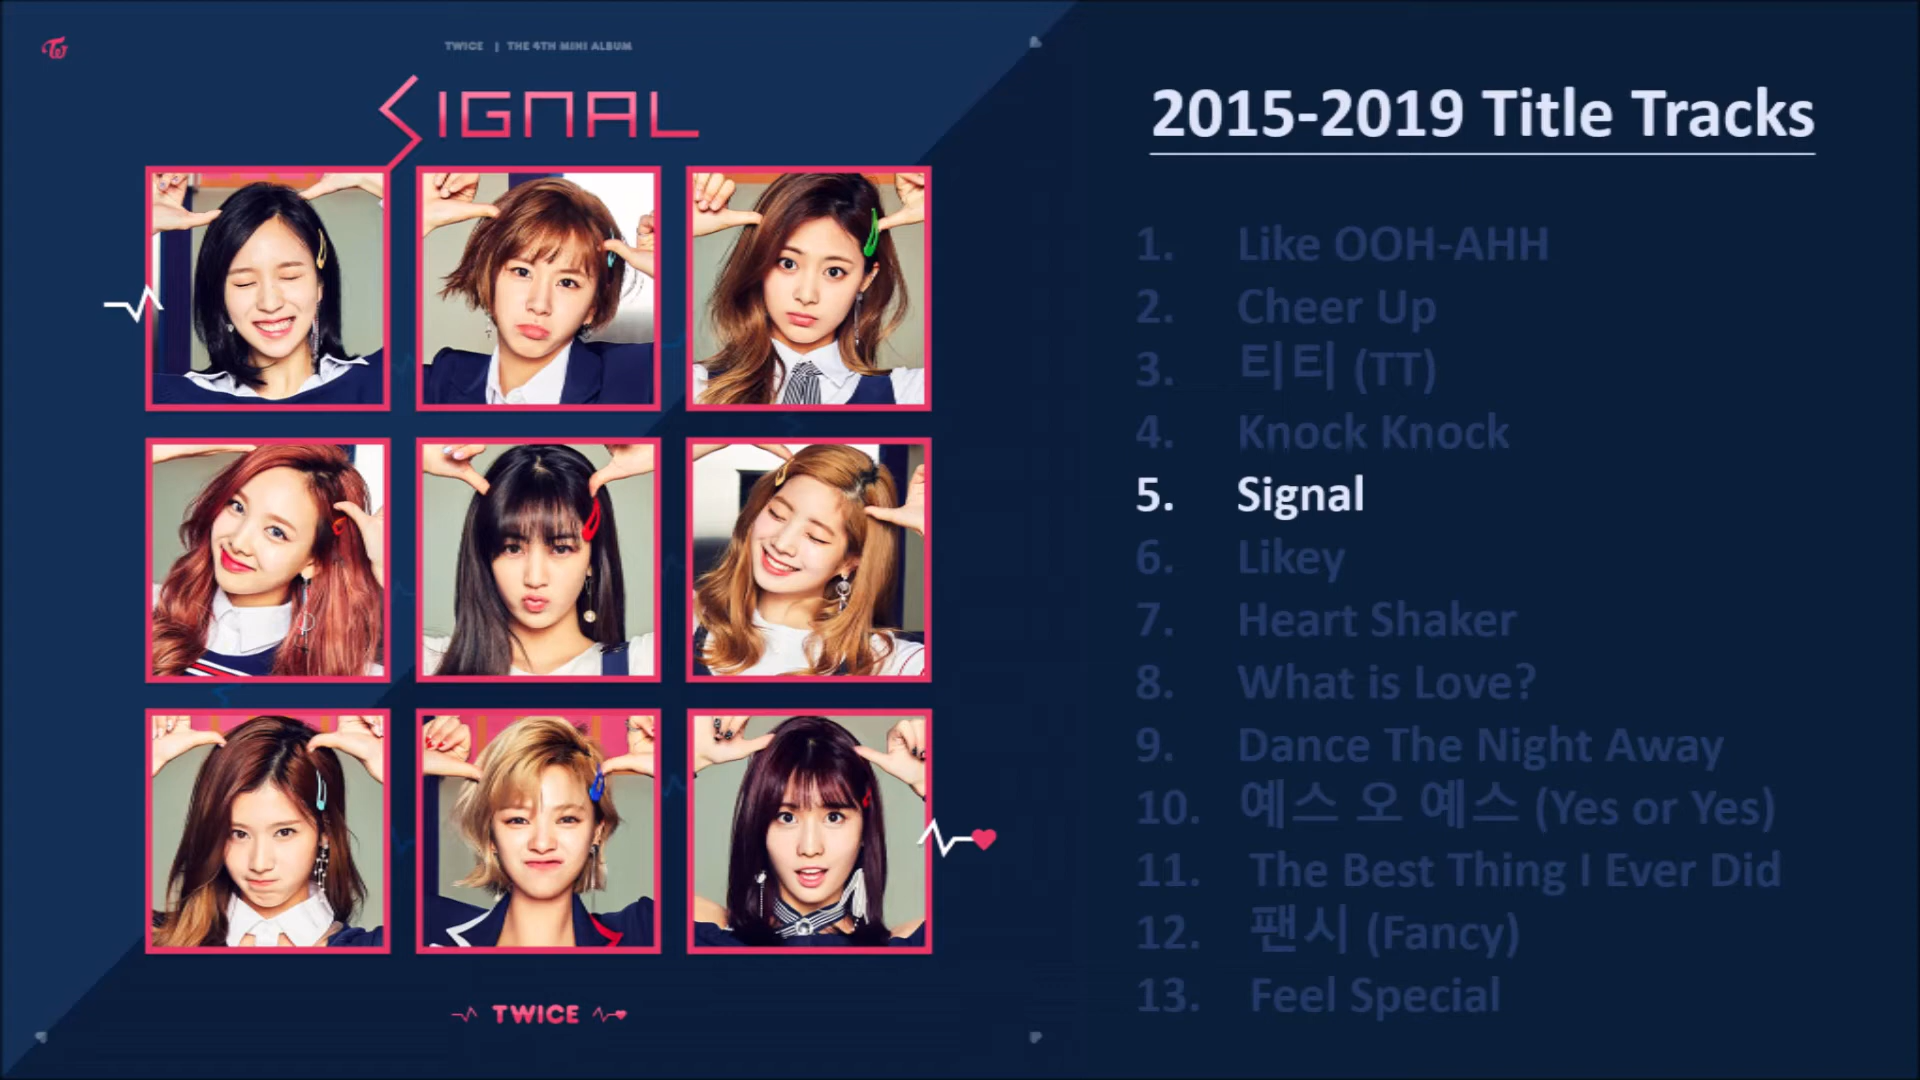 TWICE | THE 4TH MINI ALBUM
SIGNAL
TWICE
2015-2019 Title Tracks
1. Like OOH-AHH
2. Cheer Up
3. 티티 (TT)
4. Knock Knock
5. Signal
6. Likey
7. Heart Shaker
8. What is Love?
9. Dance The Night Away
10. 예스 오 예스 (Yes or Yes)
11. The Best Thing I Ever Did
12. 팬시 (Fancy)
13. Feel Special